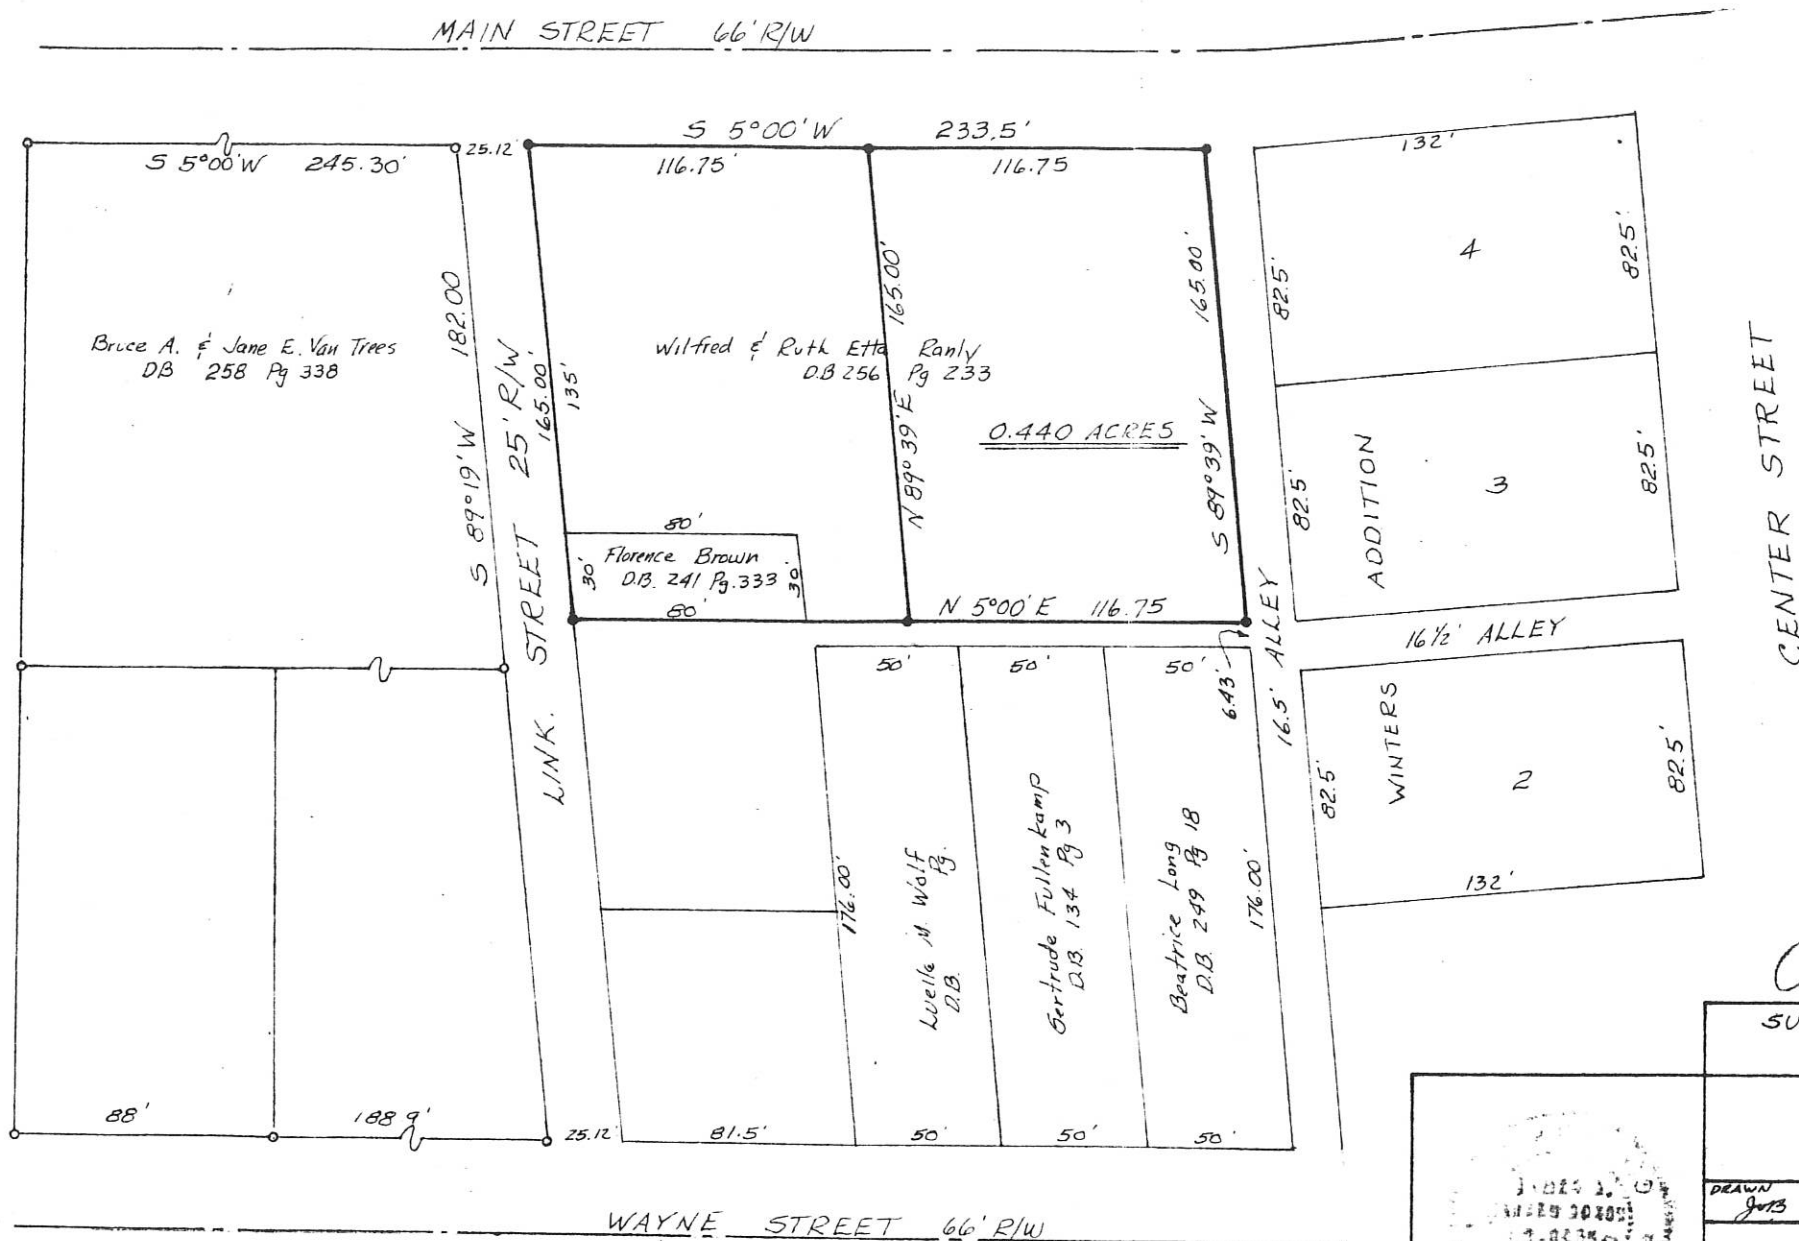 MAIN STREET 66' R/W
S 5°00'W 245.30'
25.12'
S 5°00'W 233.5'
116.75'
116.75
132'
82.5'
4
82.5'
182.00
S 89°19'W
Bruce A. & Jane E. Van Trees
DB 258 Pg 338
LINK. STREET 25' R/W
165.00'
135'
Wilfred & Ruth Etta Ranly
D.B 256 Pg 233
N 89°39'E 165.00'
0.440 ACRES
S 89°39'W 165.00'
82.5'
3
82.5'
ADDITION
CENTER STREET
80'
Florence Brown
D.B. 241 Pg. 333
30'
30'
80'
N 5°00'E 116.75
16½' ALLEY
50'
50'
50'
6.43'
16.5' ALLEY
WINTERS
82.5'
2
82.5'
132'
176.00'
Luella M. Wolf
D.B. Pg.
Gertrude Fullenkamp
D.B. 134 Pg 3
Beatrice Long
D.B. 249 Pg 18
176.00'
88'
188.9'
25.12'
81.5'
50'
50'
50'
SU
DRAWN
JVB
WAYNE STREET 66' R/W